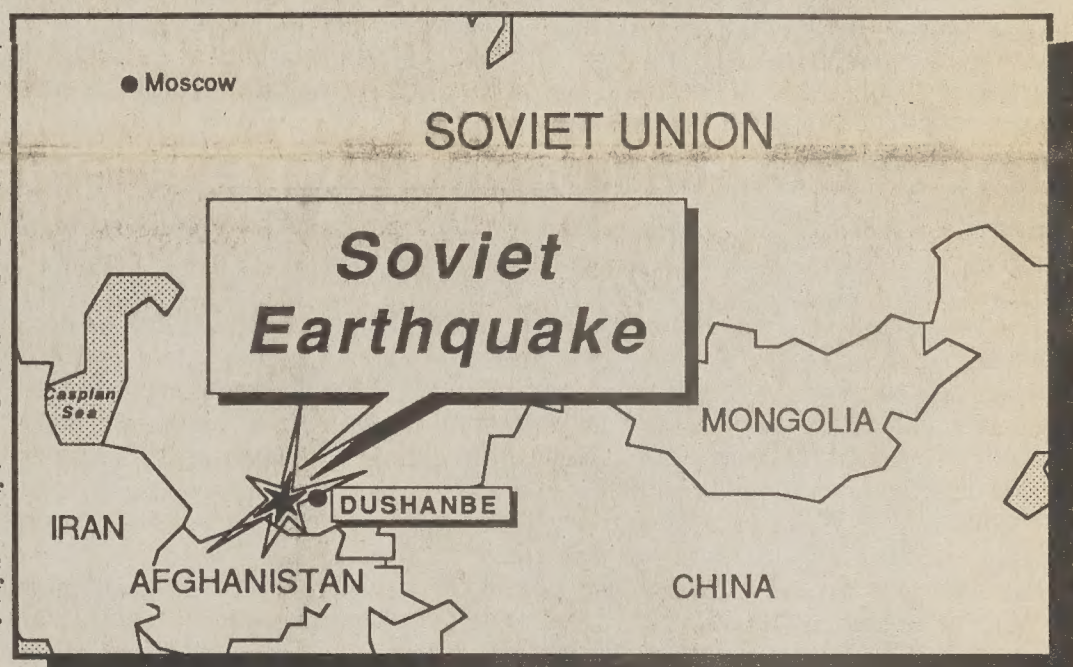 Moscow
SOVIET UNION
Soviet
Earthquake
Caspian
Sea
MONGOLIA
DUSHANBE
IRAN
AFGHANISTAN
CHINA